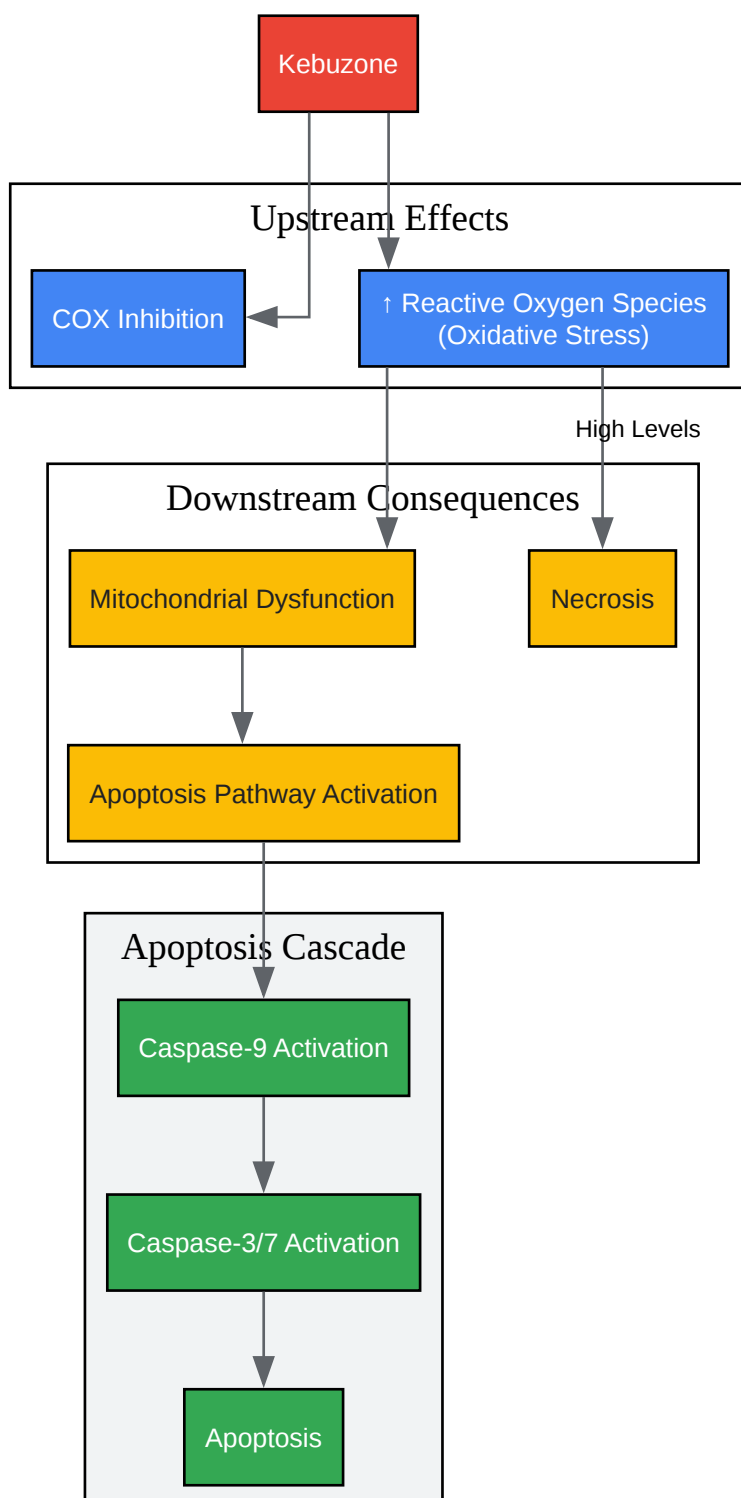 Kebuzone
Upstream Effects
COX Inhibition
↑ Reactive Oxygen Species
(Oxidative Stress)
High Levels
Downstream Consequences
Mitochondrial Dysfunction
Necrosis
Apoptosis Pathway Activation
Apoptosis Cascade
Caspase-9 Activation
Caspase-3/7 Activation
Apoptosis